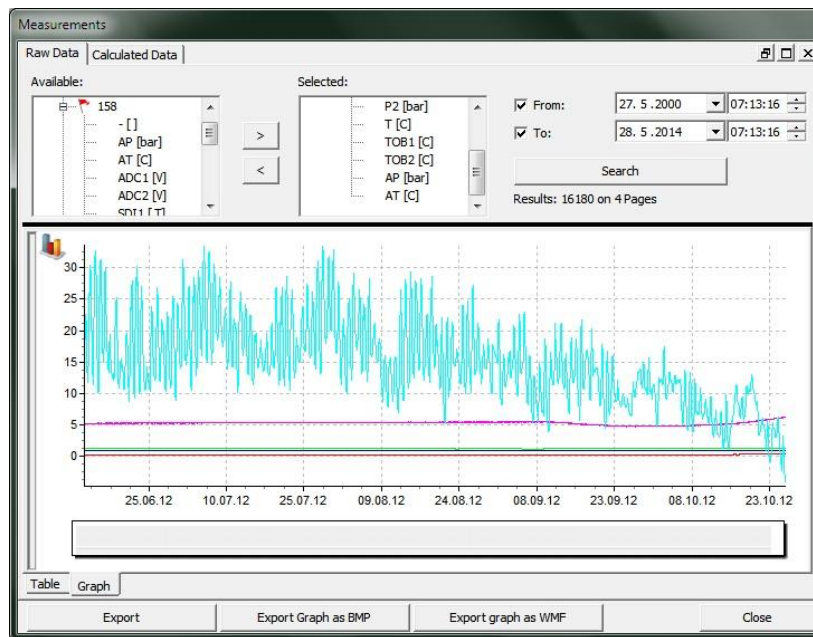 Measurements
Raw Data Calculated Data
Available: Selected:
158
- [ ]
AP [bar]
AT [C]
ADC1 [V]
ADC2 [V]
SDI1 [ T]
>
<
P2 [bar]
T [C]
TOB1 [C]
TOB2 [C]
AP [bar]
AT [C]
From: 27. 5 .2000 07:13:16
To: 28. 5 .2014 07:13:16
Search
Results: 16180 on 4 Pages
30
25
20
15
10
5
0
25.06.12 10.07.12 25.07.12 09.08.12 24.08.12 08.09.12 23.09.12 08.10.12 23.10.12
Table Graph
Export Export Graph as BMP Export graph as WMF Close